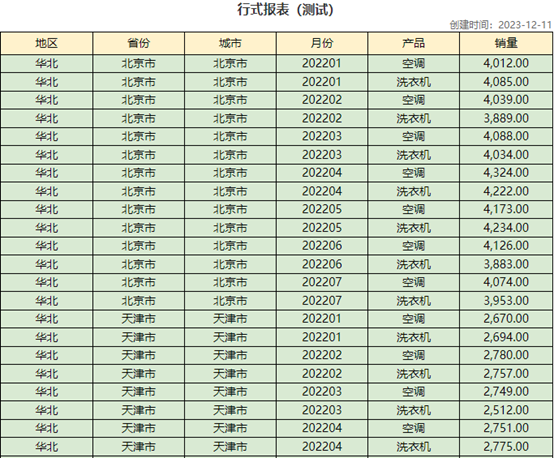 行式报表（测试）
创建时间：2023-12-11
地区 省份 城市 月份 产品 销量
华北 北京市 北京市 202201 空调 4,012.00
华北 北京市 北京市 202201 洗衣机 4,085.00
华北 北京市 北京市 202202 空调 4,039.00
华北 北京市 北京市 202202 洗衣机 3,889.00
华北 北京市 北京市 202203 空调 4,088.00
华北 北京市 北京市 202203 洗衣机 4,034.00
华北 北京市 北京市 202204 空调 4,324.00
华北 北京市 北京市 202204 洗衣机 4,222.00
华北 北京市 北京市 202205 空调 4,173.00
华北 北京市 北京市 202205 洗衣机 4,234.00
华北 北京市 北京市 202206 空调 4,126.00
华北 北京市 北京市 202206 洗衣机 3,883.00
华北 北京市 北京市 202207 空调 4,074.00
华北 北京市 北京市 202207 洗衣机 3,953.00
华北 天津市 天津市 202201 空调 2,670.00
华北 天津市 天津市 202201 洗衣机 2,694.00
华北 天津市 天津市 202202 空调 2,780.00
华北 天津市 天津市 202202 洗衣机 2,757.00
华北 天津市 天津市 202203 空调 2,749.00
华北 天津市 天津市 202203 洗衣机 2,512.00
华北 天津市 天津市 202204 空调 2,751.00
华北 天津市 天津市 202204 洗衣机 2,775.00